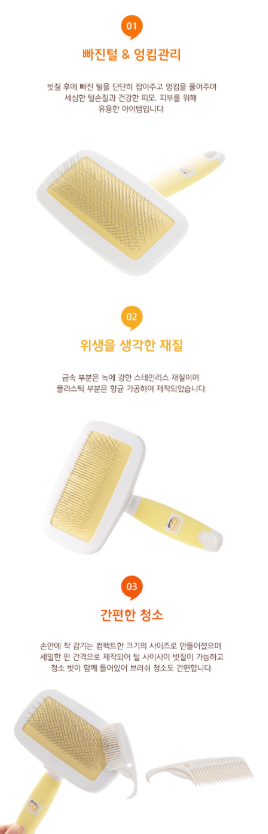 01
빠진털 & 엉킴관리
빗질 후에 빠진 털을 단단히 잡아주고 엉킴을 풀어주며
세심한 털손질과 건강한 피모, 피부를 위해
유용한 아이템입니다.
02
위생을 생각한 재질
금속 부분은 녹에 강한 스테인리스 재질이며
플라스틱 부분은 항균 가공하여 제작되었습니다.
03
간편한 청소
손안에 착 감기는 컴팩트한 크기의 사이즈로 만들어졌으며
세밀한 핀 간격으로 제작되어 털 사이사이 빗질이 가능하고
청소 빗이 함께 들어있어 브러쉬 청소도 간편합니다.